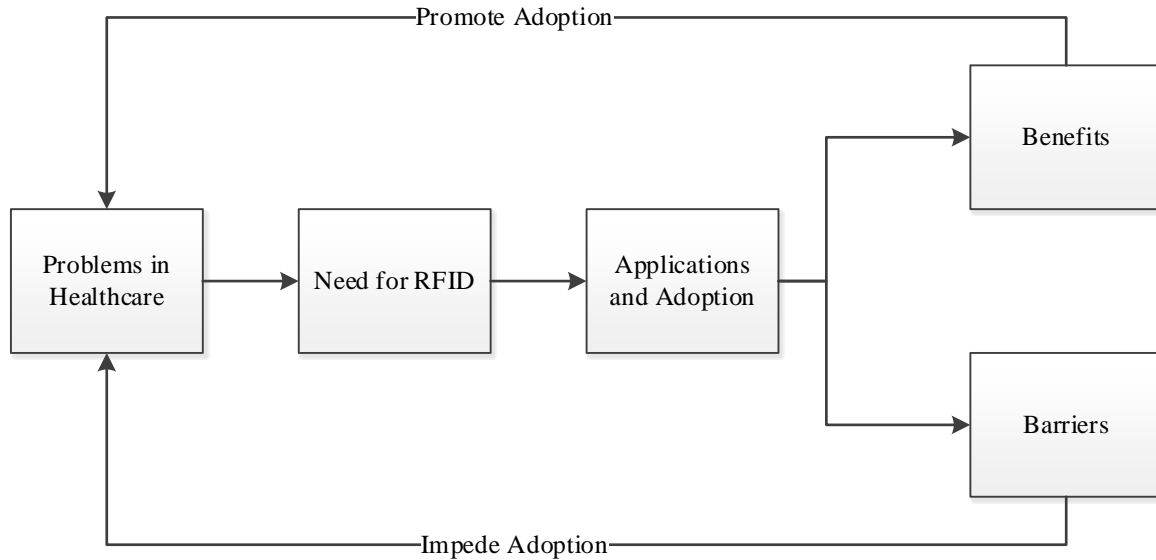 Promote Adoption
Benefits
Problems in
Healthcare
Need for RFID
Applications
and Adoption
Barriers
Impede Adoption